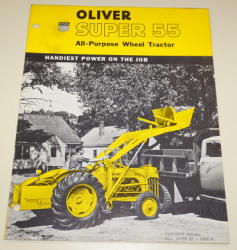 OLIVER
SUPER 55
All-Purpose Wheel Tractor
HANDIEST POWER ON THE JOB